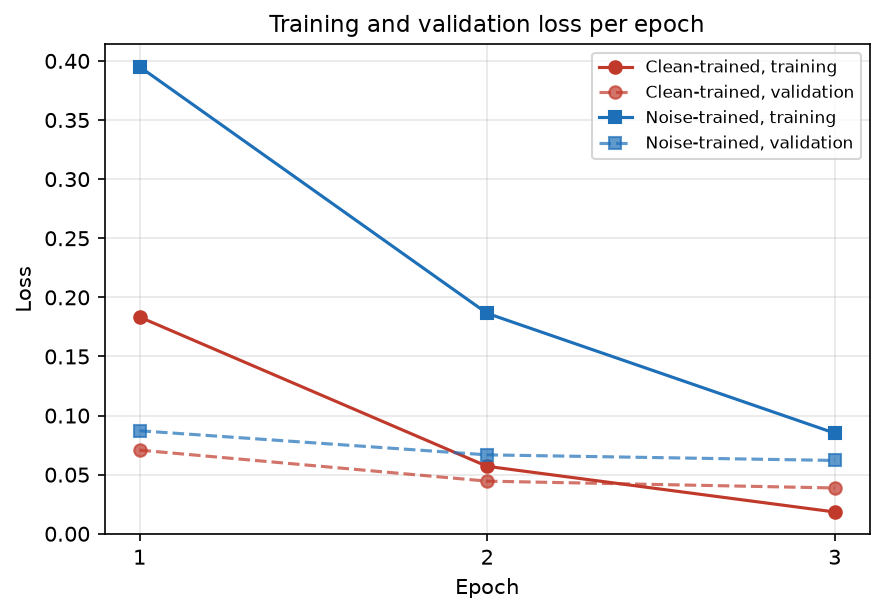 Training and validation loss per epoch
Clean-trained, training
Clean-trained, validation
Noise-trained, training
Noise-trained, validation
Loss
0.40
0.35
0.30
0.25
0.20
0.15
0.10
0.05
0.00
1
2
3
Epoch